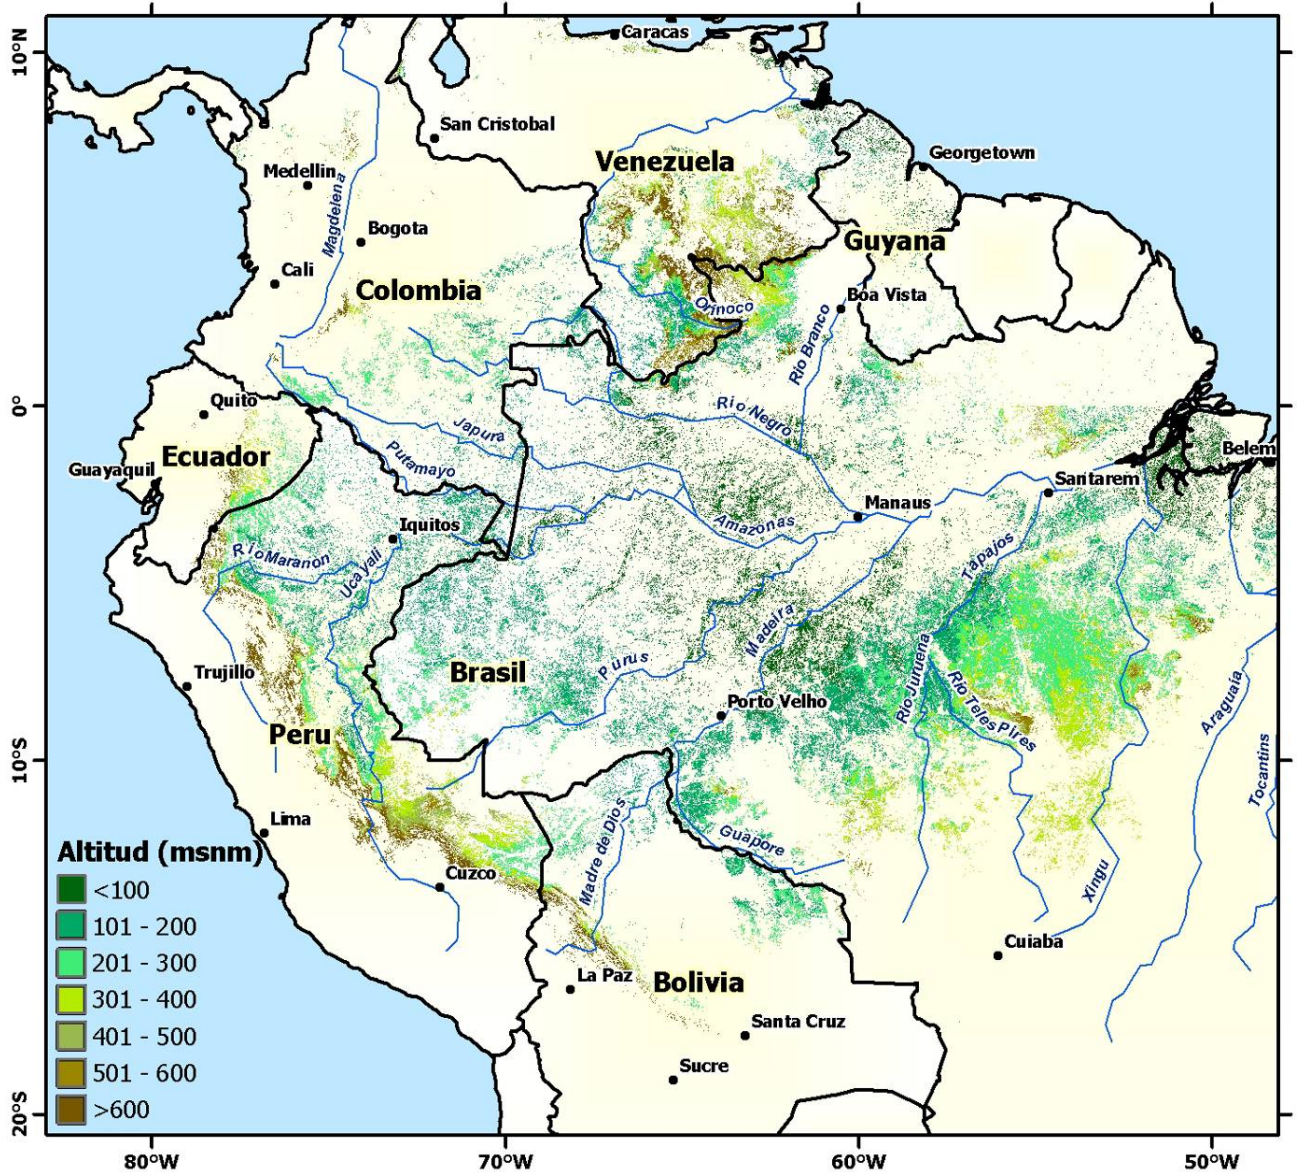 10°N
Caracas
San Cristobal
Georgetown
Venezuela
Medellin
Magdelena
Bogota
Guyana
Cali
Colombia
Boa Vista
Orinoco
Rio Branco
0°
Quito
Rio Negro
Japura
Ecuador
Putamayo
Belem
Guayaquil
Santarem
Manaus
Iquitos
Amazonas
Rio Maranon
Ucayali
Tapajos
Madeira
Rio Juruena
Trujillo
Brasil
Purus
Rio Teles Pires
Porto Velho
Araguaia
Peru
10°S
Tocantins
Lima
Madre de Dios
Guapore
Altitud (msnm)
<100
101 - 200
201 - 300
301 - 400
401 - 500
501 - 600
>600
Cuzco
Xingu
Cuiaba
La Paz
Bolivia
Santa Cruz
Sucre
20°S
80°W
70°W
60°W
50°W